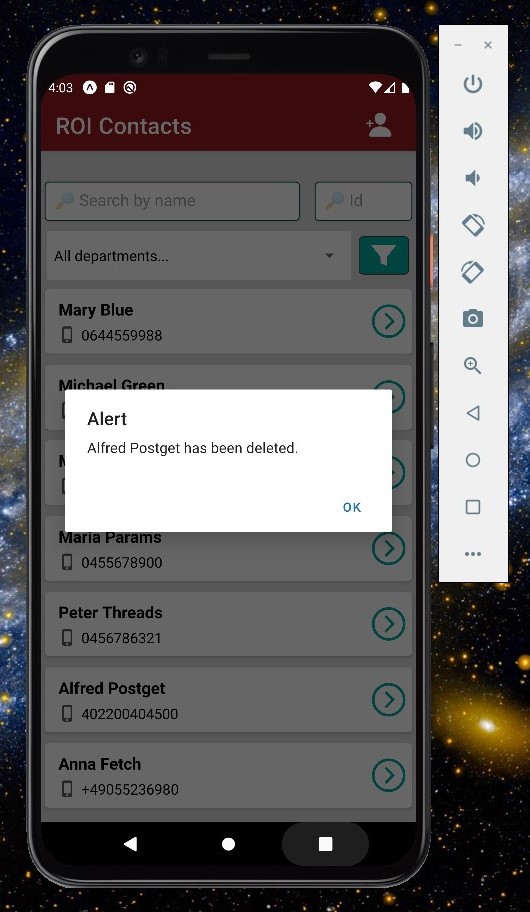 4:03
ROI Contacts
Search by name
Id
All departments...
Mary Blue
0644559988
Michael Green
Alert
Alfred Postget has been deleted.
OK
Maria Params
0455678900
Peter Threads
0456786321
Alfred Postget
402200404500
Anna Fetch
+49055236980